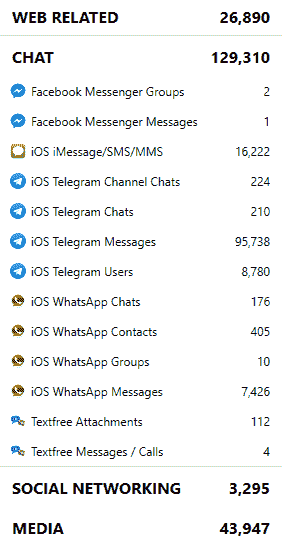 WEB RELATED 26,890
CHAT 129,310
Facebook Messenger Groups 2
Facebook Messenger Messages 1
iOS iMessage/SMS/MMS 16,222
iOS Telegram Channel Chats 224
iOS Telegram Chats 210
iOS Telegram Messages 95,738
iOS Telegram Users 8,780
iOS WhatsApp Chats 176
iOS WhatsApp Contacts 405
iOS WhatsApp Groups 10
iOS WhatsApp Messages 7,426
Textfree Attachments 112
Textfree Messages / Calls 4
SOCIAL NETWORKING 3,295
MEDIA 43,947